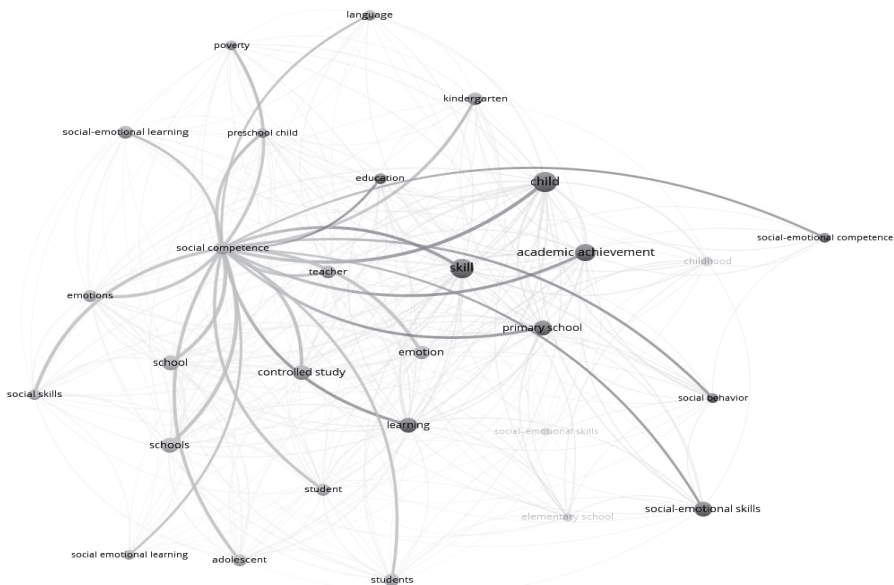 language
poverty
kindergarten
social-emotional learning
preschool child
education
child
social-emotional competence
social competence
academic achievement
childhood
teacher
skill
emotions
primary school
emotion
school
controlled study
social skills
social behavior
learning
social-emotional skills
schools
student
social-emotional skills
elementary school
social emotional learning
adolescent
students